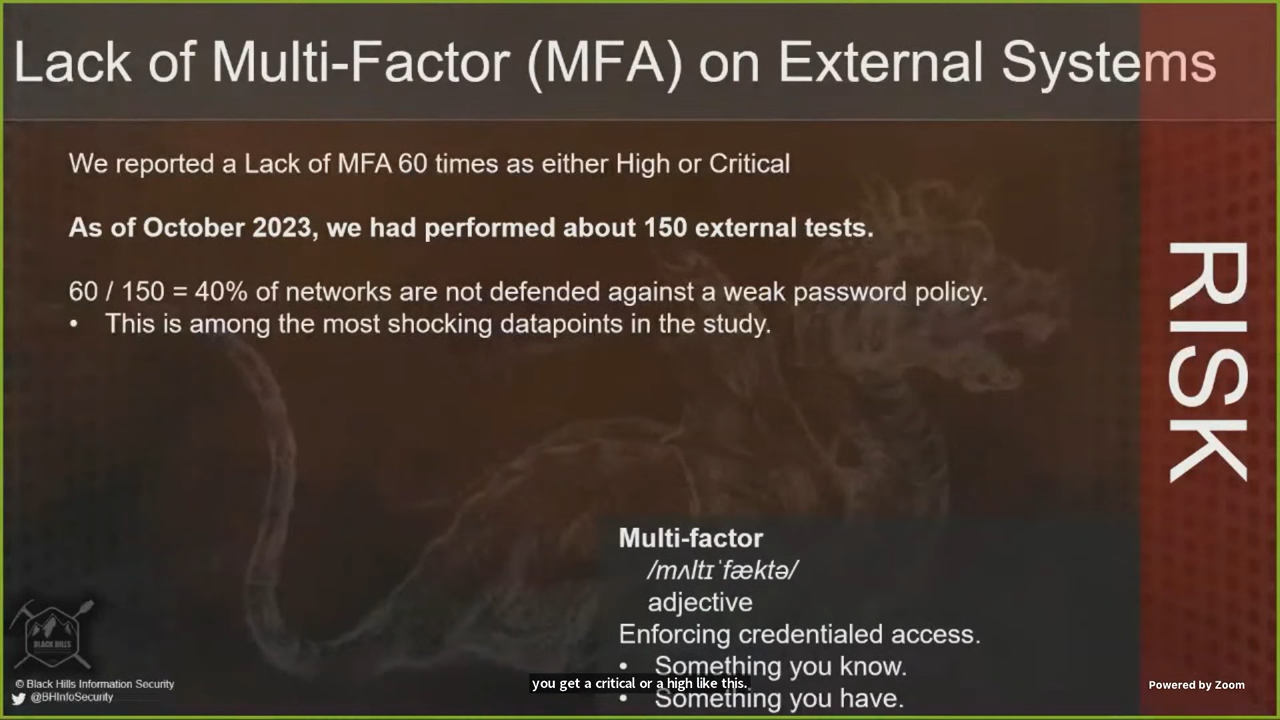 Lack of Multi-Factor (MFA) on External Systems
We reported a Lack of MFA 60 times as either High or Critical
As of October 2023, we had performed about 150 external tests.
60 / 150 = 40% of networks are not defended against a weak password policy.
• This is among the most shocking datapoints in the study.
RISK
Multi-factor
/mʌltɪˈfæktə/
adjective
Enforcing credentialed access.
• Something you know.
• Something you have.
you get a critical or a high like this.
BLACK HILLS
© Black Hills Information Security
@BHInfoSecurity
Powered by Zoom